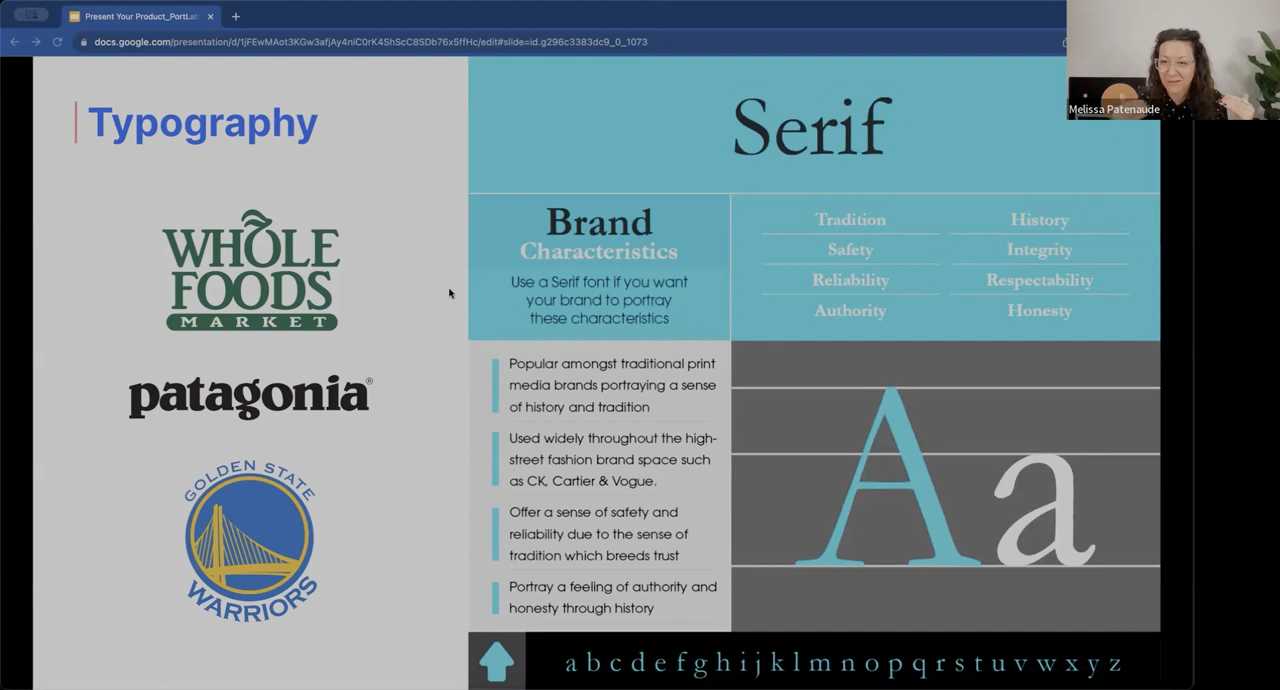 Present Your Product_PortLa
docs.google.com/presentation/d/1jFEwMAot3KGw3afjAy4niC0rK4ShScC8SDb76x5ffHc/edit#slide=id.g296c3383dc9_0_1073
Melissa Patenaude
Typography
WHOLE
FOODS
MARKET
patagonia®
GOLDEN STATE
WARRIORS
Serif
Brand
Characteristics
Use a Serif font if you want
your brand to portray
these characteristics
Tradition
History
Safety
Integrity
Reliability
Respectability
Authority
Honesty
Popular amongst traditional print
media brands portraying a sense
of history and tradition
Used widely throughout the high-
street fashion brand space such
as CK, Cartier & Vogue.
Offer a sense of safety and
reliability due to the sense of
tradition which breeds trust
Portray a feeling of authority and
honesty through history
Aa
a b c d e f g h i j k l m n o p q r s t u v w x y z